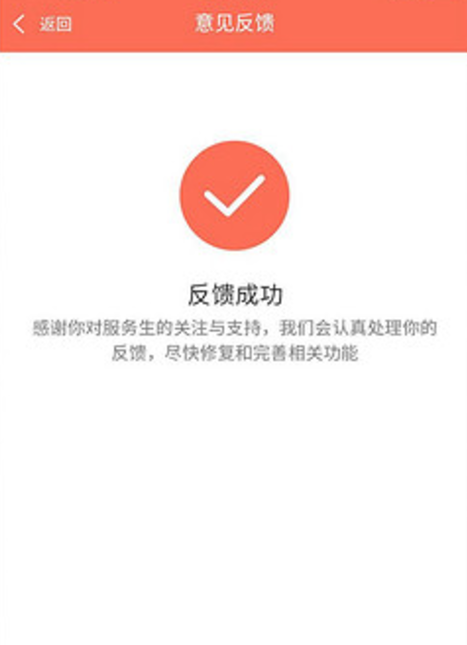 返回
意见反馈
反馈成功
感谢你对服务生的关注与支持，我们会认真处理你的
反馈，尽快修复和完善相关功能